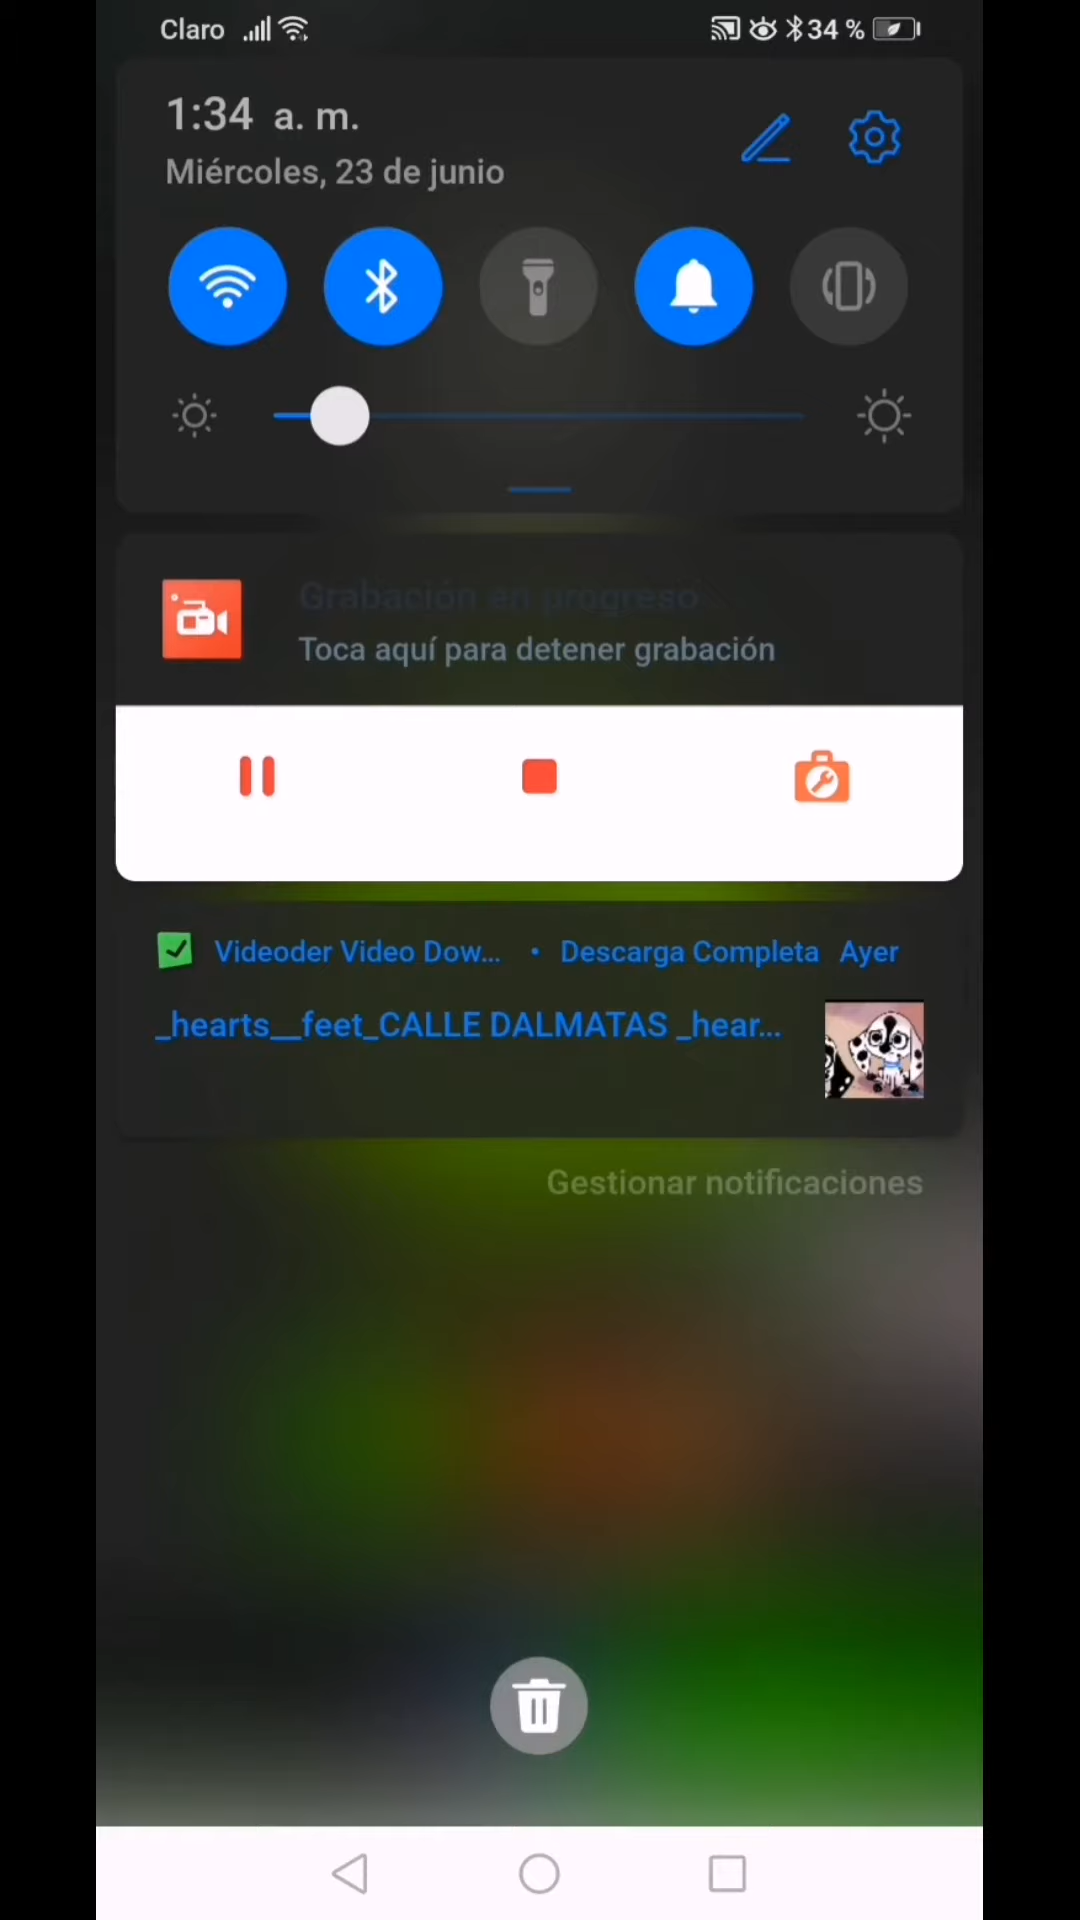 Claro 34 %
1:34 a. m.
Miércoles, 23 de junio
Grabación en progreso
Toca aquí para detener grabación
Videoder Video Dow... • Descarga Completa Ayer
_hearts__feet_CALLE DALMATAS _hear...
Gestionar notificaciones